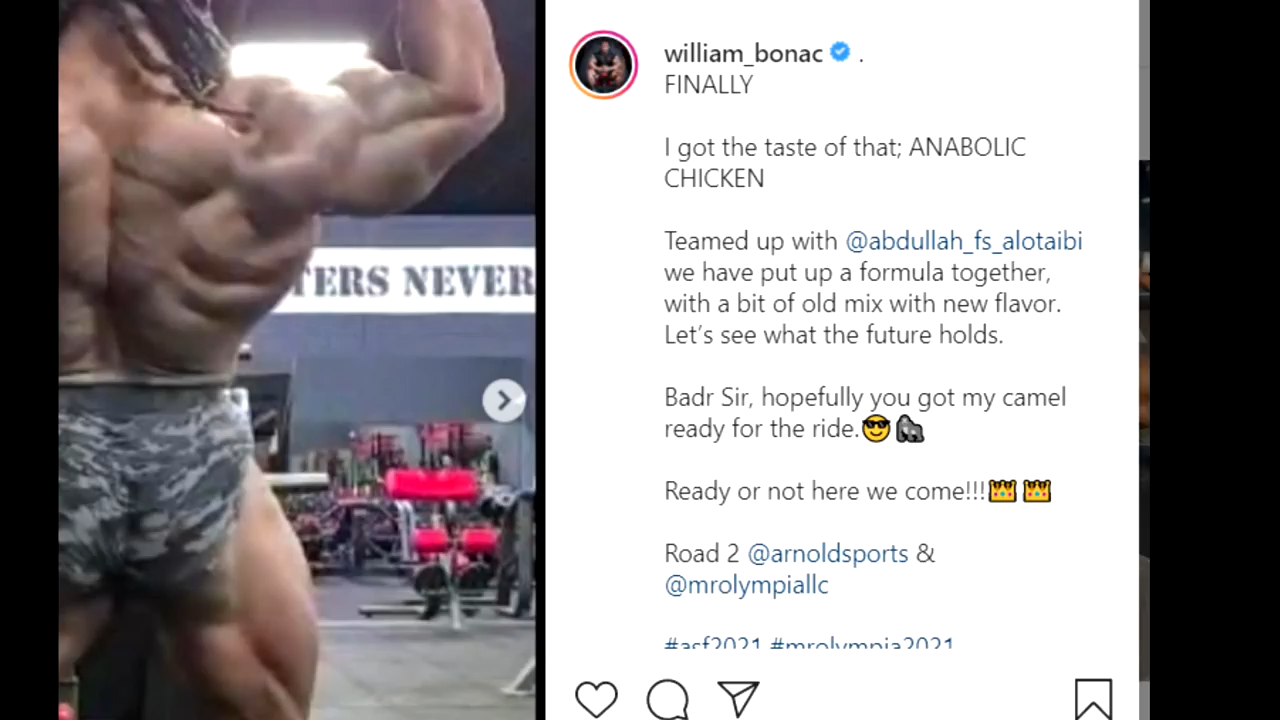 william_bonac .
FINALLY
I got the taste of that; ANABOLIC
CHICKEN
Teamed up with @abdullah_fs_alotaibi
we have put up a formula together,
with a bit of old mix with new flavor.
Let's see what the future holds.
Badr Sir, hopefully you got my camel
ready for the ride.😎🦍
Ready or not here we come!!!👑 👑
Road 2 @arnoldsports &
@mrolympiallc
#asf2021 #mrolympia2021
TERS NEVER